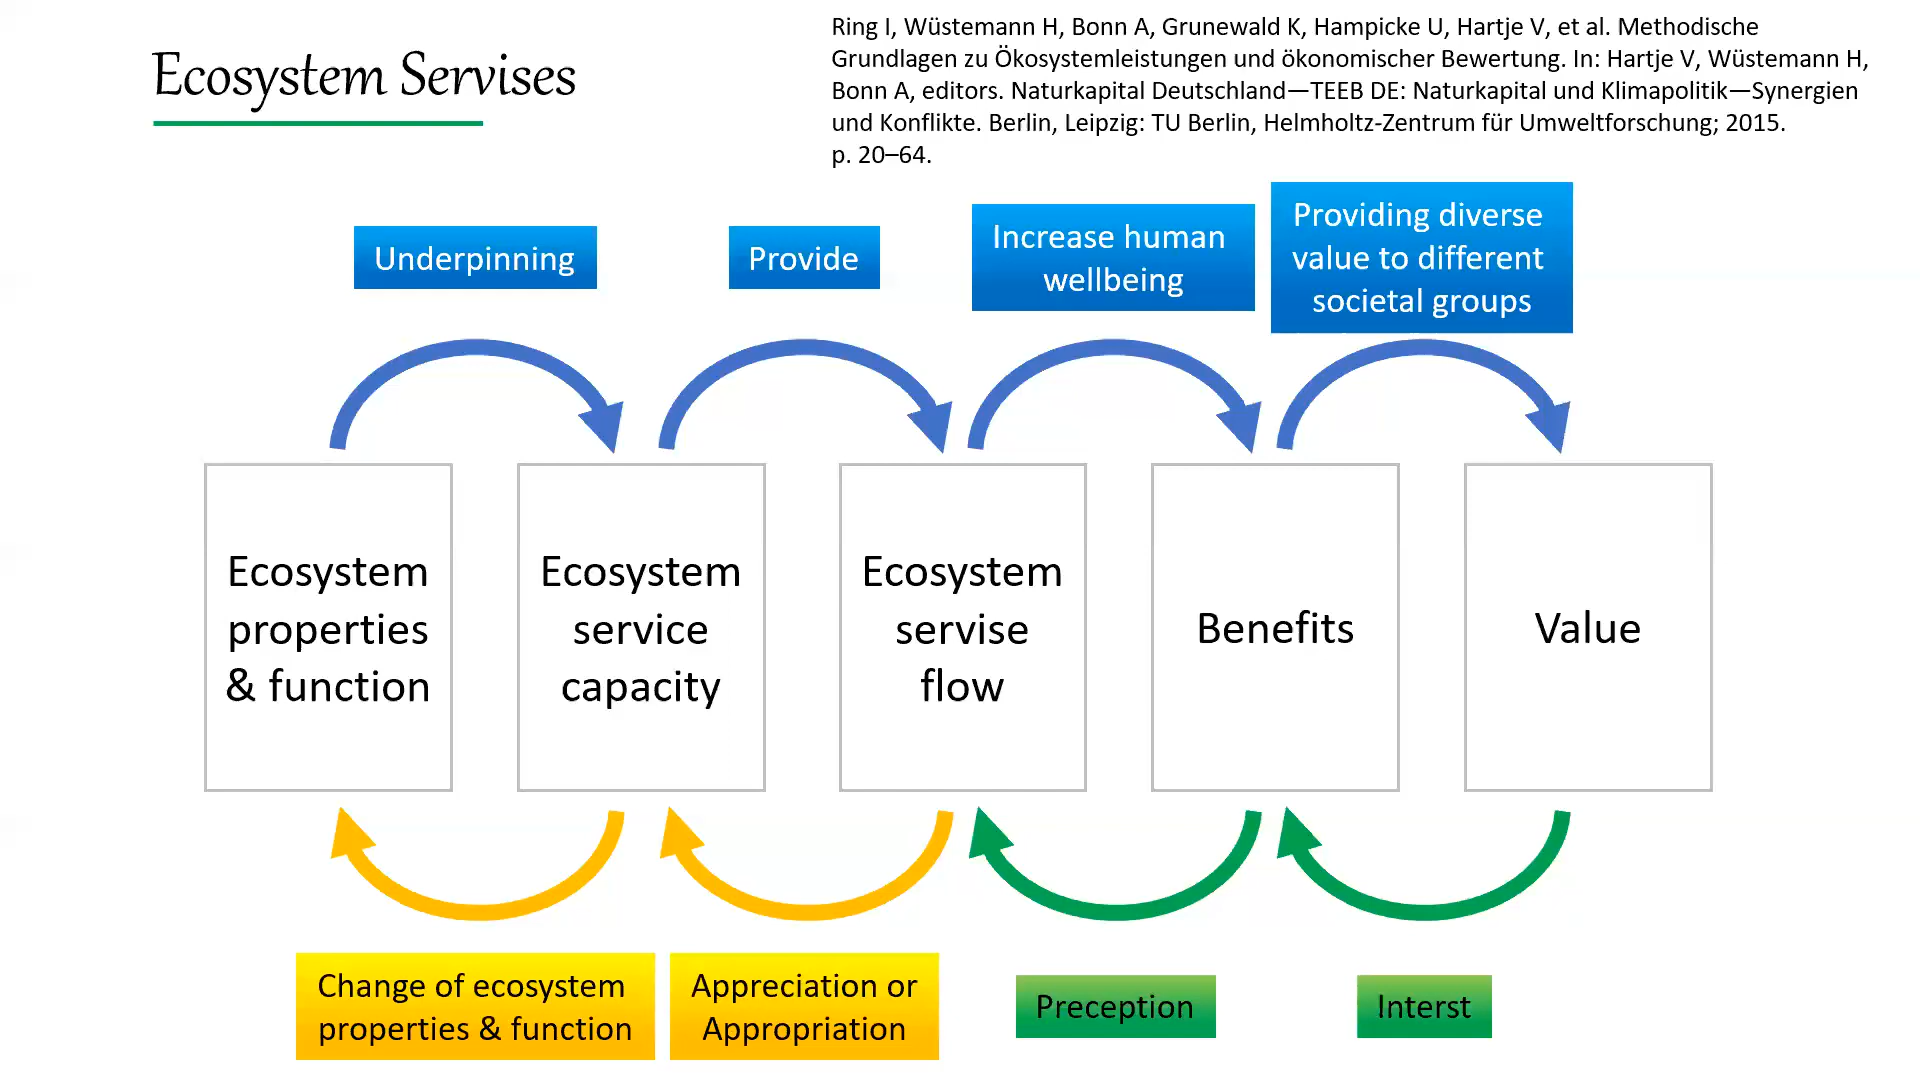 Ecosystem Servises
Ring I, Wüstemann H, Bonn A, Grunewald K, Hampicke U, Hartje V, et al. Methodische
Grundlagen zu Ökosystemleistungen und ökonomischer Bewertung. In: Hartje V, Wüstemann H,
Bonn A, editors. Naturkapital Deutschland—TEEB DE: Naturkapital und Klimapolitik—Synergien
und Konflikte. Berlin, Leipzig: TU Berlin, Helmholtz-Zentrum für Umweltforschung; 2015.
p. 20–64.
Underpinning
Provide
Increase human
wellbeing
Providing diverse
value to different
societal groups
Ecosystem
properties
& function
Ecosystem
service
capacity
Ecosystem
servise
flow
Benefits
Value
Change of ecosystem
properties & function
Appreciation or
Appropriation
Preception
Interst